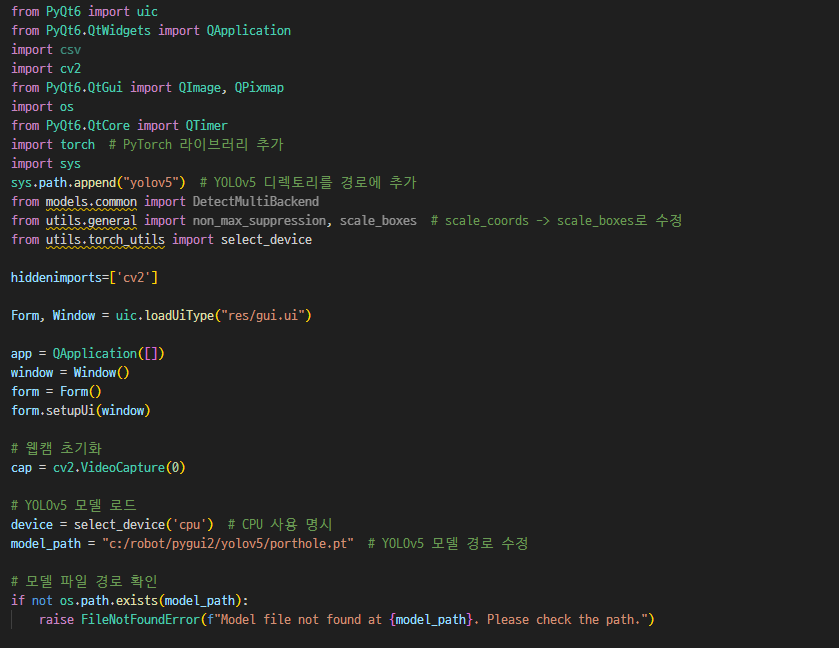 from PyQt6 import uic
from PyQt6.QtWidgets import QApplication
import csv
import cv2
from PyQt6.QtGui import QImage, QPixmap
import os
from PyQt6.QtCore import QTimer
import torch  # PyTorch 라이브러리 추가
import sys
sys.path.append("yolov5")  # YOLOv5 디렉토리를 경로에 추가
from models.common import DetectMultiBackend
from utils.general import non_max_suppression, scale_boxes  # scale_coords -> scale_boxes로 수정
from utils.torch_utils import select_device

hiddenimports=['cv2']

Form, Window = uic.loadUiType("res/gui.ui")

app = QApplication([])
window = Window()
form = Form()
form.setupUi(window)

# 웹캠 초기화
cap = cv2.VideoCapture(0)

# YOLOv5 모델 로드
device = select_device('cpu')  # CPU 사용 명시
model_path = "c:/robot/pygui2/yolov5/porthole.pt"  # YOLOv5 모델 경로 수정

# 모델 파일 경로 확인
if not os.path.exists(model_path):
    raise FileNotFoundError(f"Model file not found at {model_path}. Please check the path.")